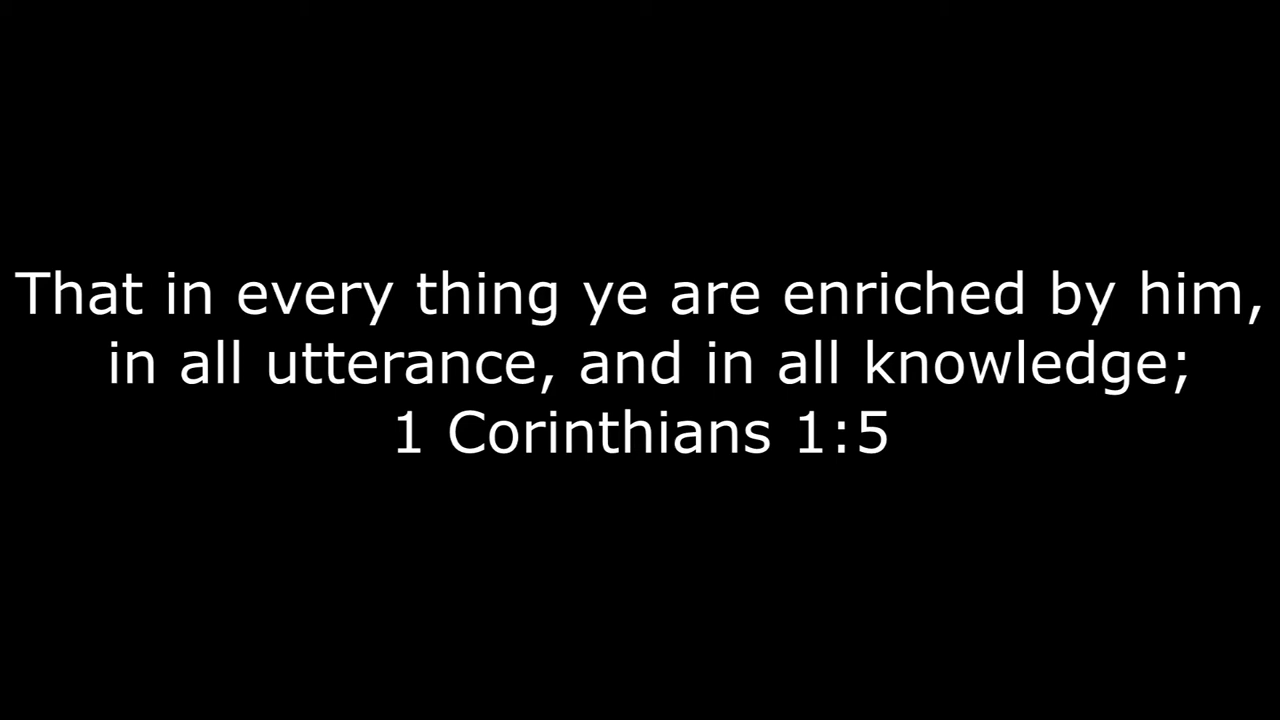 That in every thing ye are enriched by him,
in all utterance, and in all knowledge;
1 Corinthians 1:5